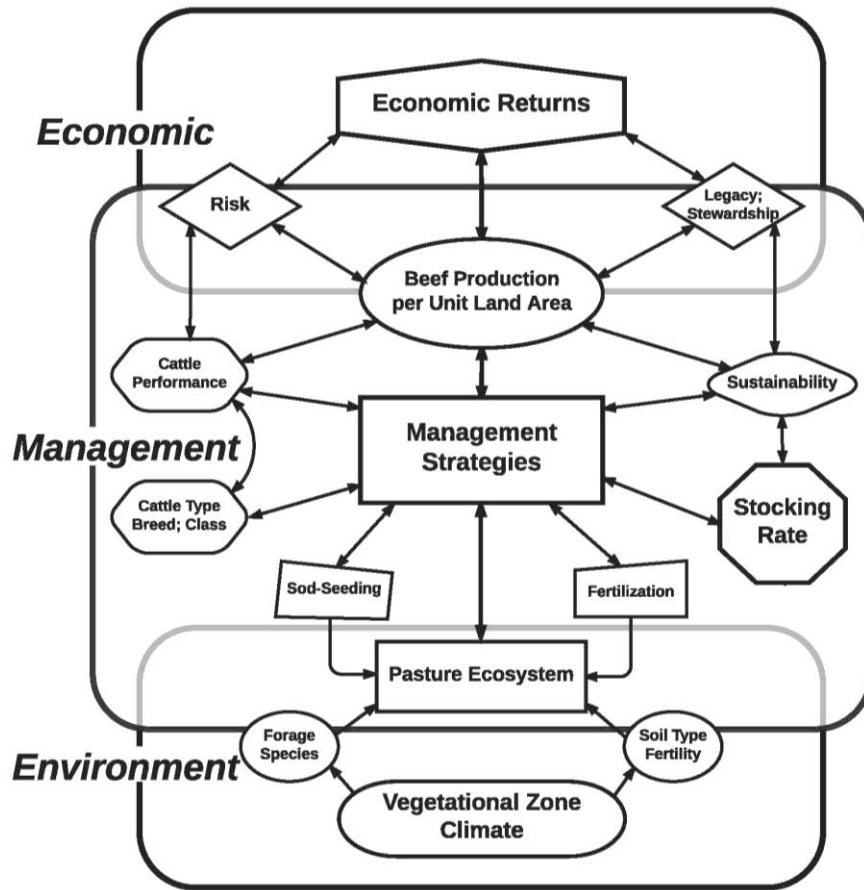 Economic Returns
Economic
Risk
Legacy;
Stewardship
Beef Production
per Unit Land Area
Cattle
Performance
Sustainability
Management
Management
Strategies
Cattle Type
Breed; Class
Stocking
Rate
Sod-Seeding
Fertilization
Pasture Ecosystem
Forage
Species
Soil Type
Fertility
Environment
Vegetational Zone
Climate